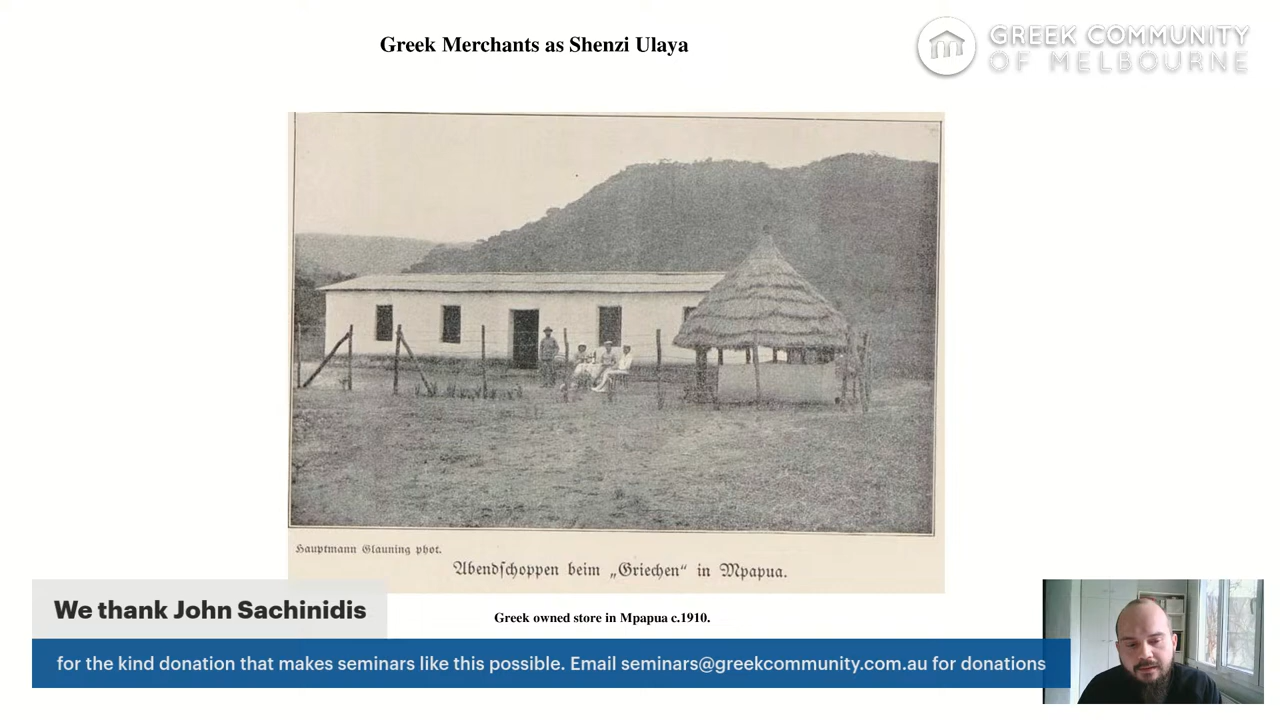 Greek Merchants as Shenzi Ulaya
GREEK COMMUNITY
OF MELBOURNE
Hauptmann Glauning phot.
Abendschoppen beim „Griechen“ in Mpapua.
Greek owned store in Mpapua c.1910.
We thank John Sachinidis
for the kind donation that makes seminars like this possible. Email seminars@greekcommunity.com.au for donations